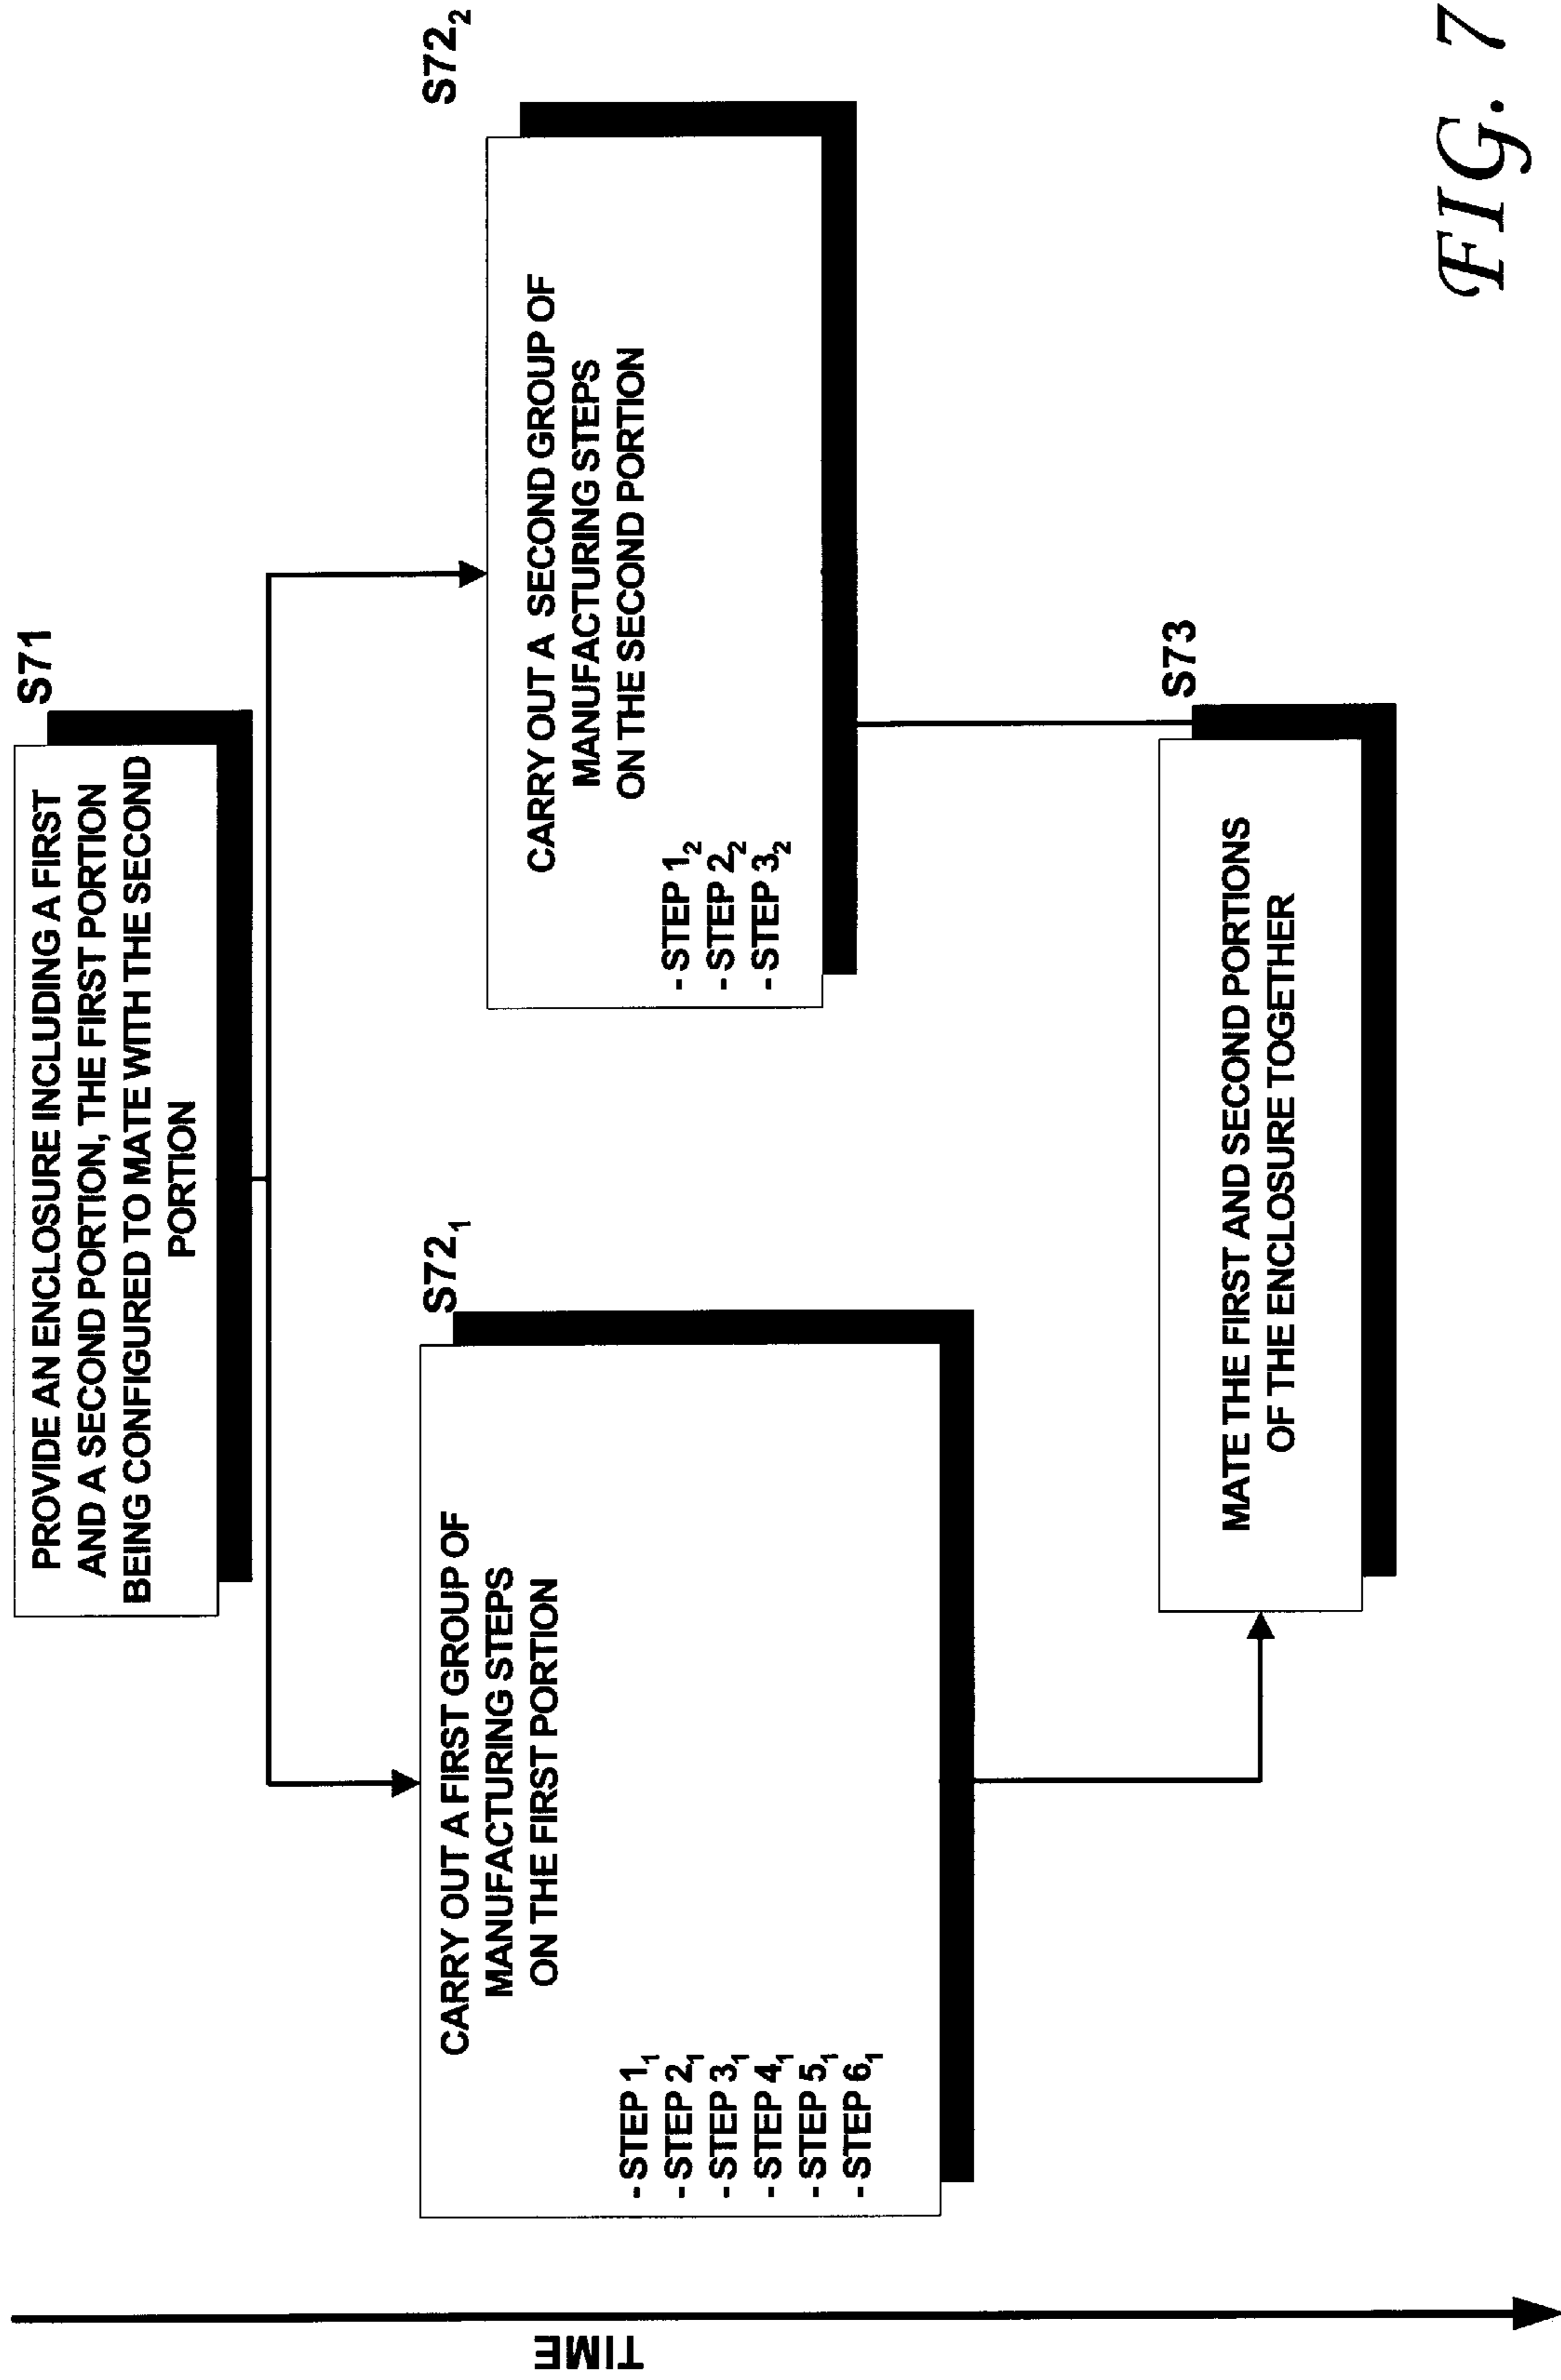 S71
PROVIDE AN ENCLOSURE INCLUDING A FIRST
AND A SECOND PORTION, THE FIRST PORTION
BEING CONFIGURED TO MATE WITH THE SECOND
PORTION
S72₁
CARRY OUT A FIRST GROUP OF
MANUFACTURING STEPS
ON THE FIRST PORTION
- STEP 1₁
- STEP 2₁
- STEP 3₁
- STEP 4₁
- STEP 5₁
- STEP 6₁
S72₂
CARRY OUT A SECOND GROUP OF
MANUFACTURING STEPS
ON THE SECOND PORTION
- STEP 1₂
- STEP 2₂
- STEP 3₂
S73
MATE THE FIRST AND SECOND PORTIONS
OF THE ENCLOSURE TOGETHER
TIME
FIG. 7